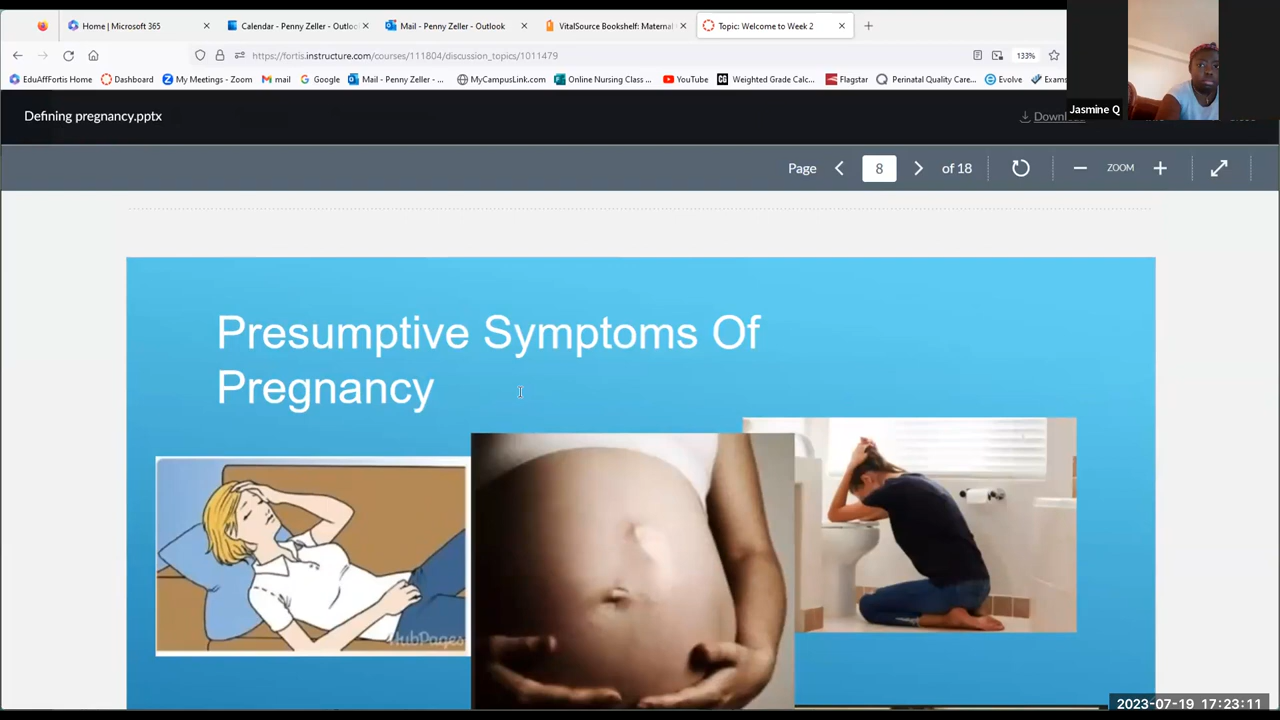 Home | Microsoft 365
Calendar - Penny Zeller - Outloo
Mail - Penny Zeller - Outlook
VitalSource Bookshelf: Maternal
Topic: Welcome to Week 2
https://fortis.instructure.com/courses/111804/discussion_topics/1011479
133%
EduAffFortis Home
Dashboard
My Meetings - Zoom
mail
Google
Mail - Penny Zeller - ...
MyCampusLink.com
Online Nursing Class ...
YouTube
Weighted Grade Calc...
Flagstar
Perinatal Quality Care...
Evolve
Exams
Jasmine Q
Defining pregnancy.pptx
Page 8 of 18 ZOOM
Presumptive Symptoms Of
Pregnancy
HubPages
2023-07-19 17:23:11